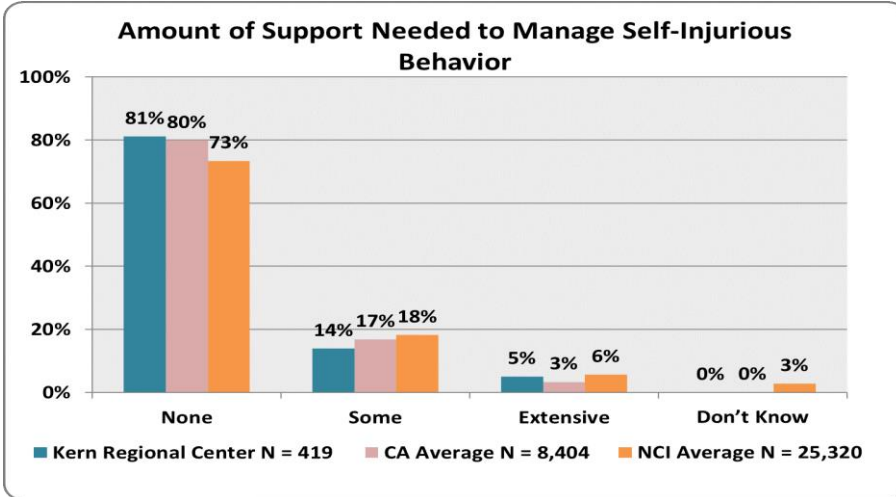 Amount of Support Needed to Manage Self-Injurious
Behavior
100%
80%
60%
40%
20%
0%
81%
80%
73%
14%
17%
18%
5%
3%
6%
0%
0%
3%
None
Some
Extensive
Don't Know
Kern Regional Center N = 419
CA Average N = 8,404
NCI Average N = 25,320